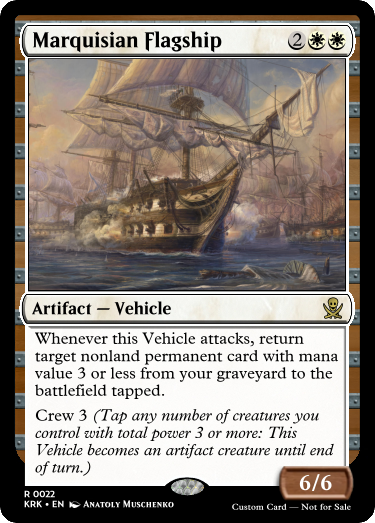 Marquisian Flagship 2
Artifact — Vehicle
Whenever this Vehicle attacks, return
target nonland permanent card with mana
value 3 or less from your graveyard to the
battlefield tapped.
Crew 3 (Tap any number of creatures you
control with total power 3 or more: This
Vehicle becomes an artifact creature until end
of turn.)
6/6
R 0022
KRK • EN Anatoly Muschenko
Custom Card — Not for Sale